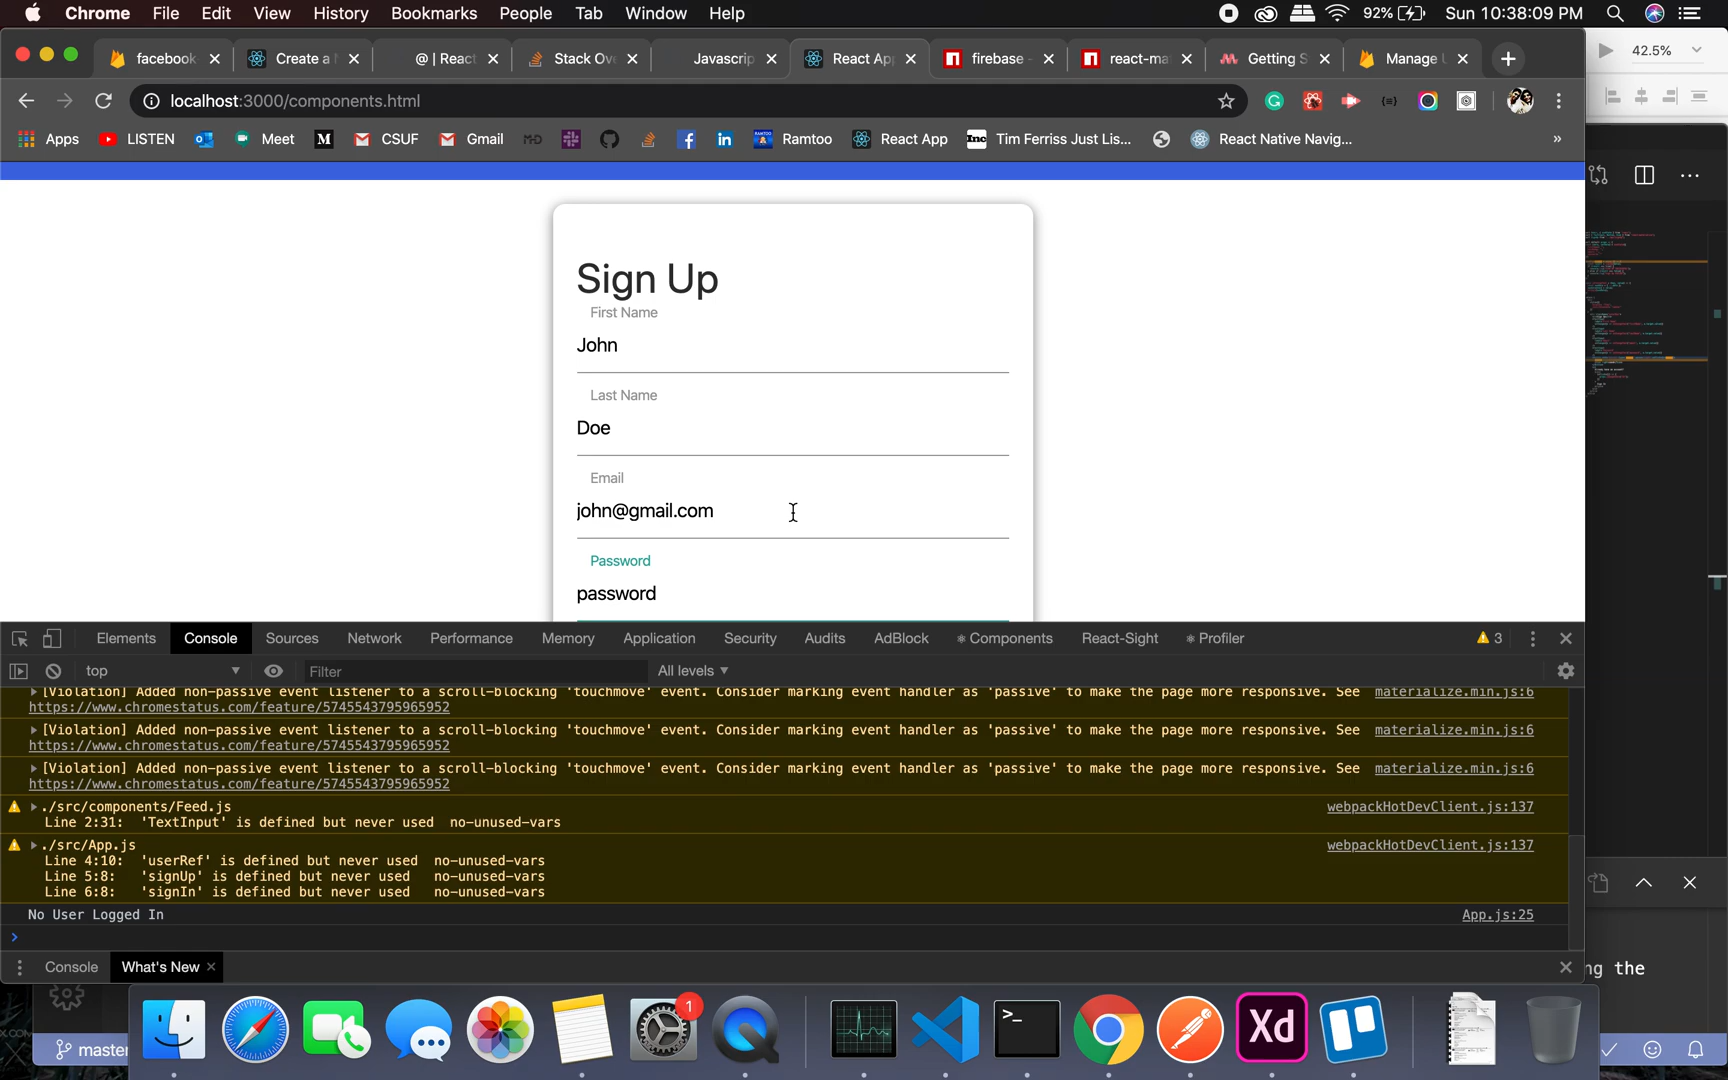 Chrome File Edit View History Bookmarks People Tab Window Help 92% Sun 10:38:09 PM
facebook Create a @ | Reac Stack Ov Javascrip React Ap firebase - react-ma Getting S Manage 42.5%
localhost:3000/components.html
Apps LISTEN Meet M CSUF Gmail M-D Ramtoo React App Inc Tim Ferriss Just Lis... React Native Navig... »
Sign Up
First Name
John
Last Name
Doe
Email
john@gmail.com
Password
password
Elements Console Sources Network Performance Memory Application Security Audits AdBlock Components React-Sight Profiler 3
top Filter All levels
[Violation] Added non-passive event listener to a scroll-blocking 'touchmove' event. Consider marking event handler as 'passive' to make the page more responsive. See materialize.min.js:6
https://www.chromestatus.com/feature/5745543795965952
[Violation] Added non-passive event listener to a scroll-blocking 'touchmove' event. Consider marking event handler as 'passive' to make the page more responsive. See materialize.min.js:6
https://www.chromestatus.com/feature/5745543795965952
[Violation] Added non-passive event listener to a scroll-blocking 'touchmove' event. Consider marking event handler as 'passive' to make the page more responsive. See materialize.min.js:6
https://www.chromestatus.com/feature/5745543795965952
./src/components/Feed.js webpackHotDevClient.js:137
Line 2:31: 'TextInput' is defined but never used no-unused-vars
./src/App.js webpackHotDevClient.js:137
Line 4:10: 'userRef' is defined but never used no-unused-vars
Line 5:8: 'signUp' is defined but never used no-unused-vars
Line 6:8: 'signIn' is defined but never used no-unused-vars
No User Logged In App.js:25
Console What's New
ng the
1
Xd
master